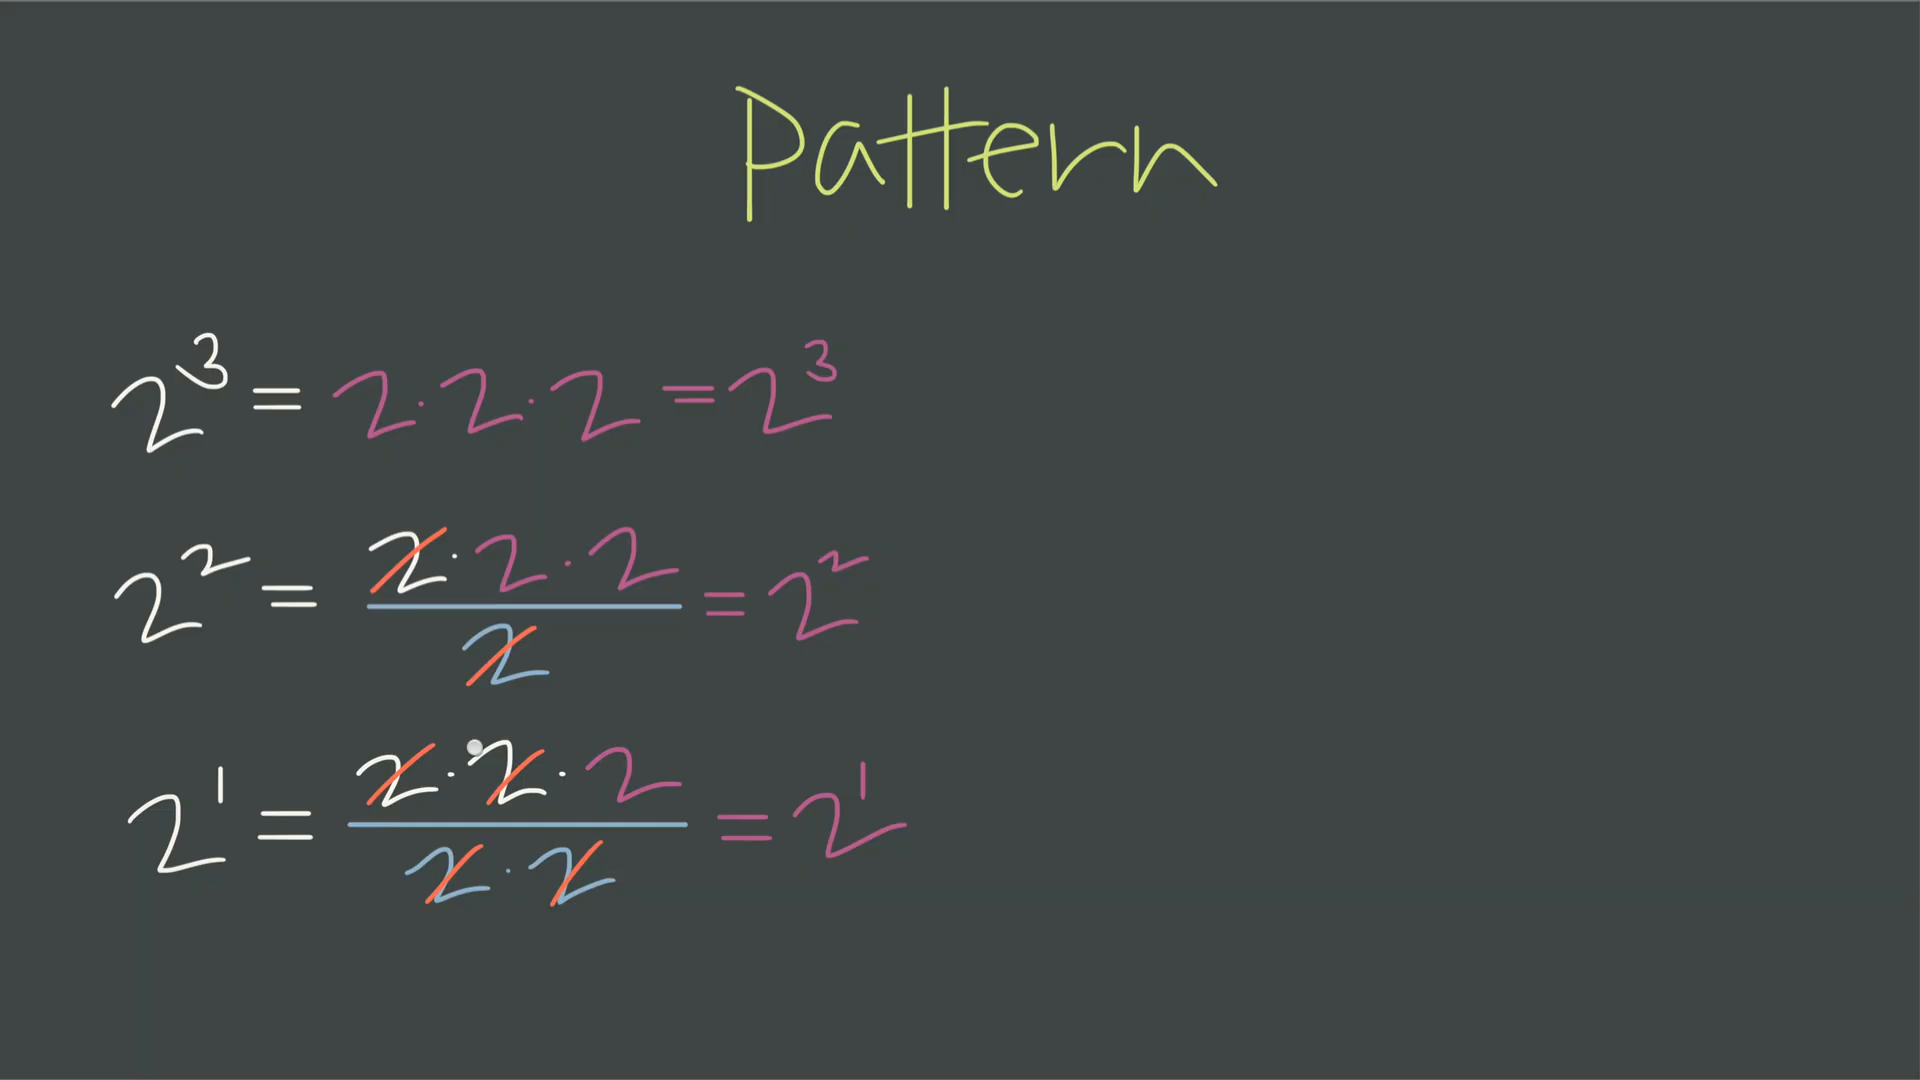 Pattern
2³ = 2 · 2 · 2 = 2³
2² = 2 · 2 · 2 / 2 = 2²
2¹ = 2 · 2 · 2 / 2 · 2 = 2¹